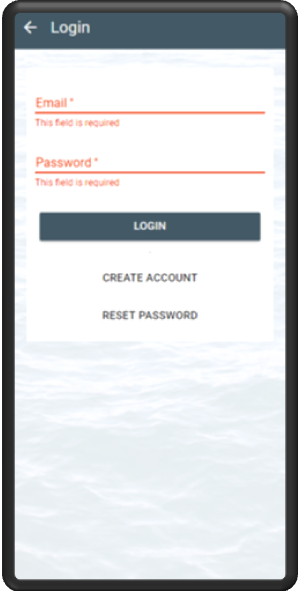 Login
Email *
This field is required
Password *
This field is required
LOGIN
CREATE ACCOUNT
RESET PASSWORD